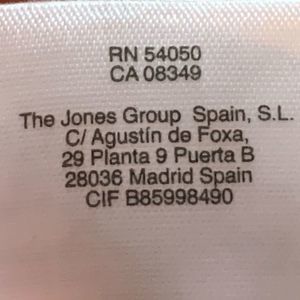 RN 54050
CA 08349
The Jones Group Spain, S.L.
C/ Agustín de Foxa,
29 Planta 9 Puerta B
28036 Madrid Spain
CIF B85998490